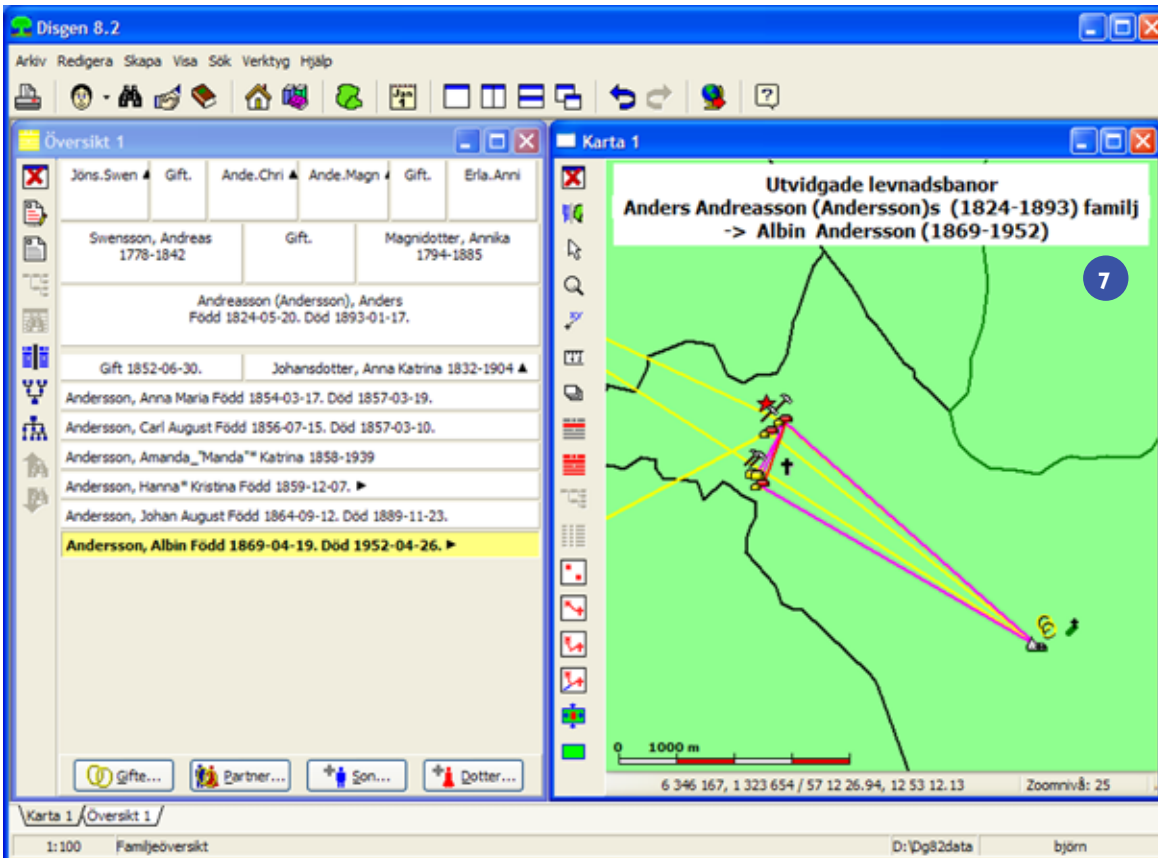 Disgen 8.2
Arkiv Redigera Skapa Visa Sök Verktyg Hjälp
Jan
1
Översikt 1
Jöns.Swen ▲ Gift. Ande.Chri ▲ Ande.Magn ▲ Gift. Erla.Anni
Swensson, Andreas
1778-1842
Gift.
Magnidotter, Annika
1794-1885
Andreasson (Andersson), Anders
Född 1824-05-20. Död 1893-01-17.
Gift 1852-06-30. Johansdotter, Anna Katrina 1832-1904 ▲
Andersson, Anna Maria Född 1854-03-17. Död 1857-03-19.
Andersson, Carl August Född 1856-07-15. Död 1857-03-10.
Andersson, Amanda_"Manda"* Katrina 1858-1939
Andersson, Hanna* Kristina Född 1859-12-07. ►
Andersson, Johan August Född 1864-09-12. Död 1889-11-23.
Andersson, Albin Född 1869-04-19. Död 1952-04-26. ►
Gifte... Partner... Son... Dotter...
Karta 1
Utvidgade levnadsbanor
Anders Andreasson (Andersson)s (1824-1893) familj
-> Albin Andersson (1869-1952)
7
0 1000 m
6 346 167, 1 323 654 / 57 12 26.94, 12 53 12.13 Zoomnivå: 25
Karta 1 Översikt 1
1:100 Familjeöversikt D:\Dg82data björn